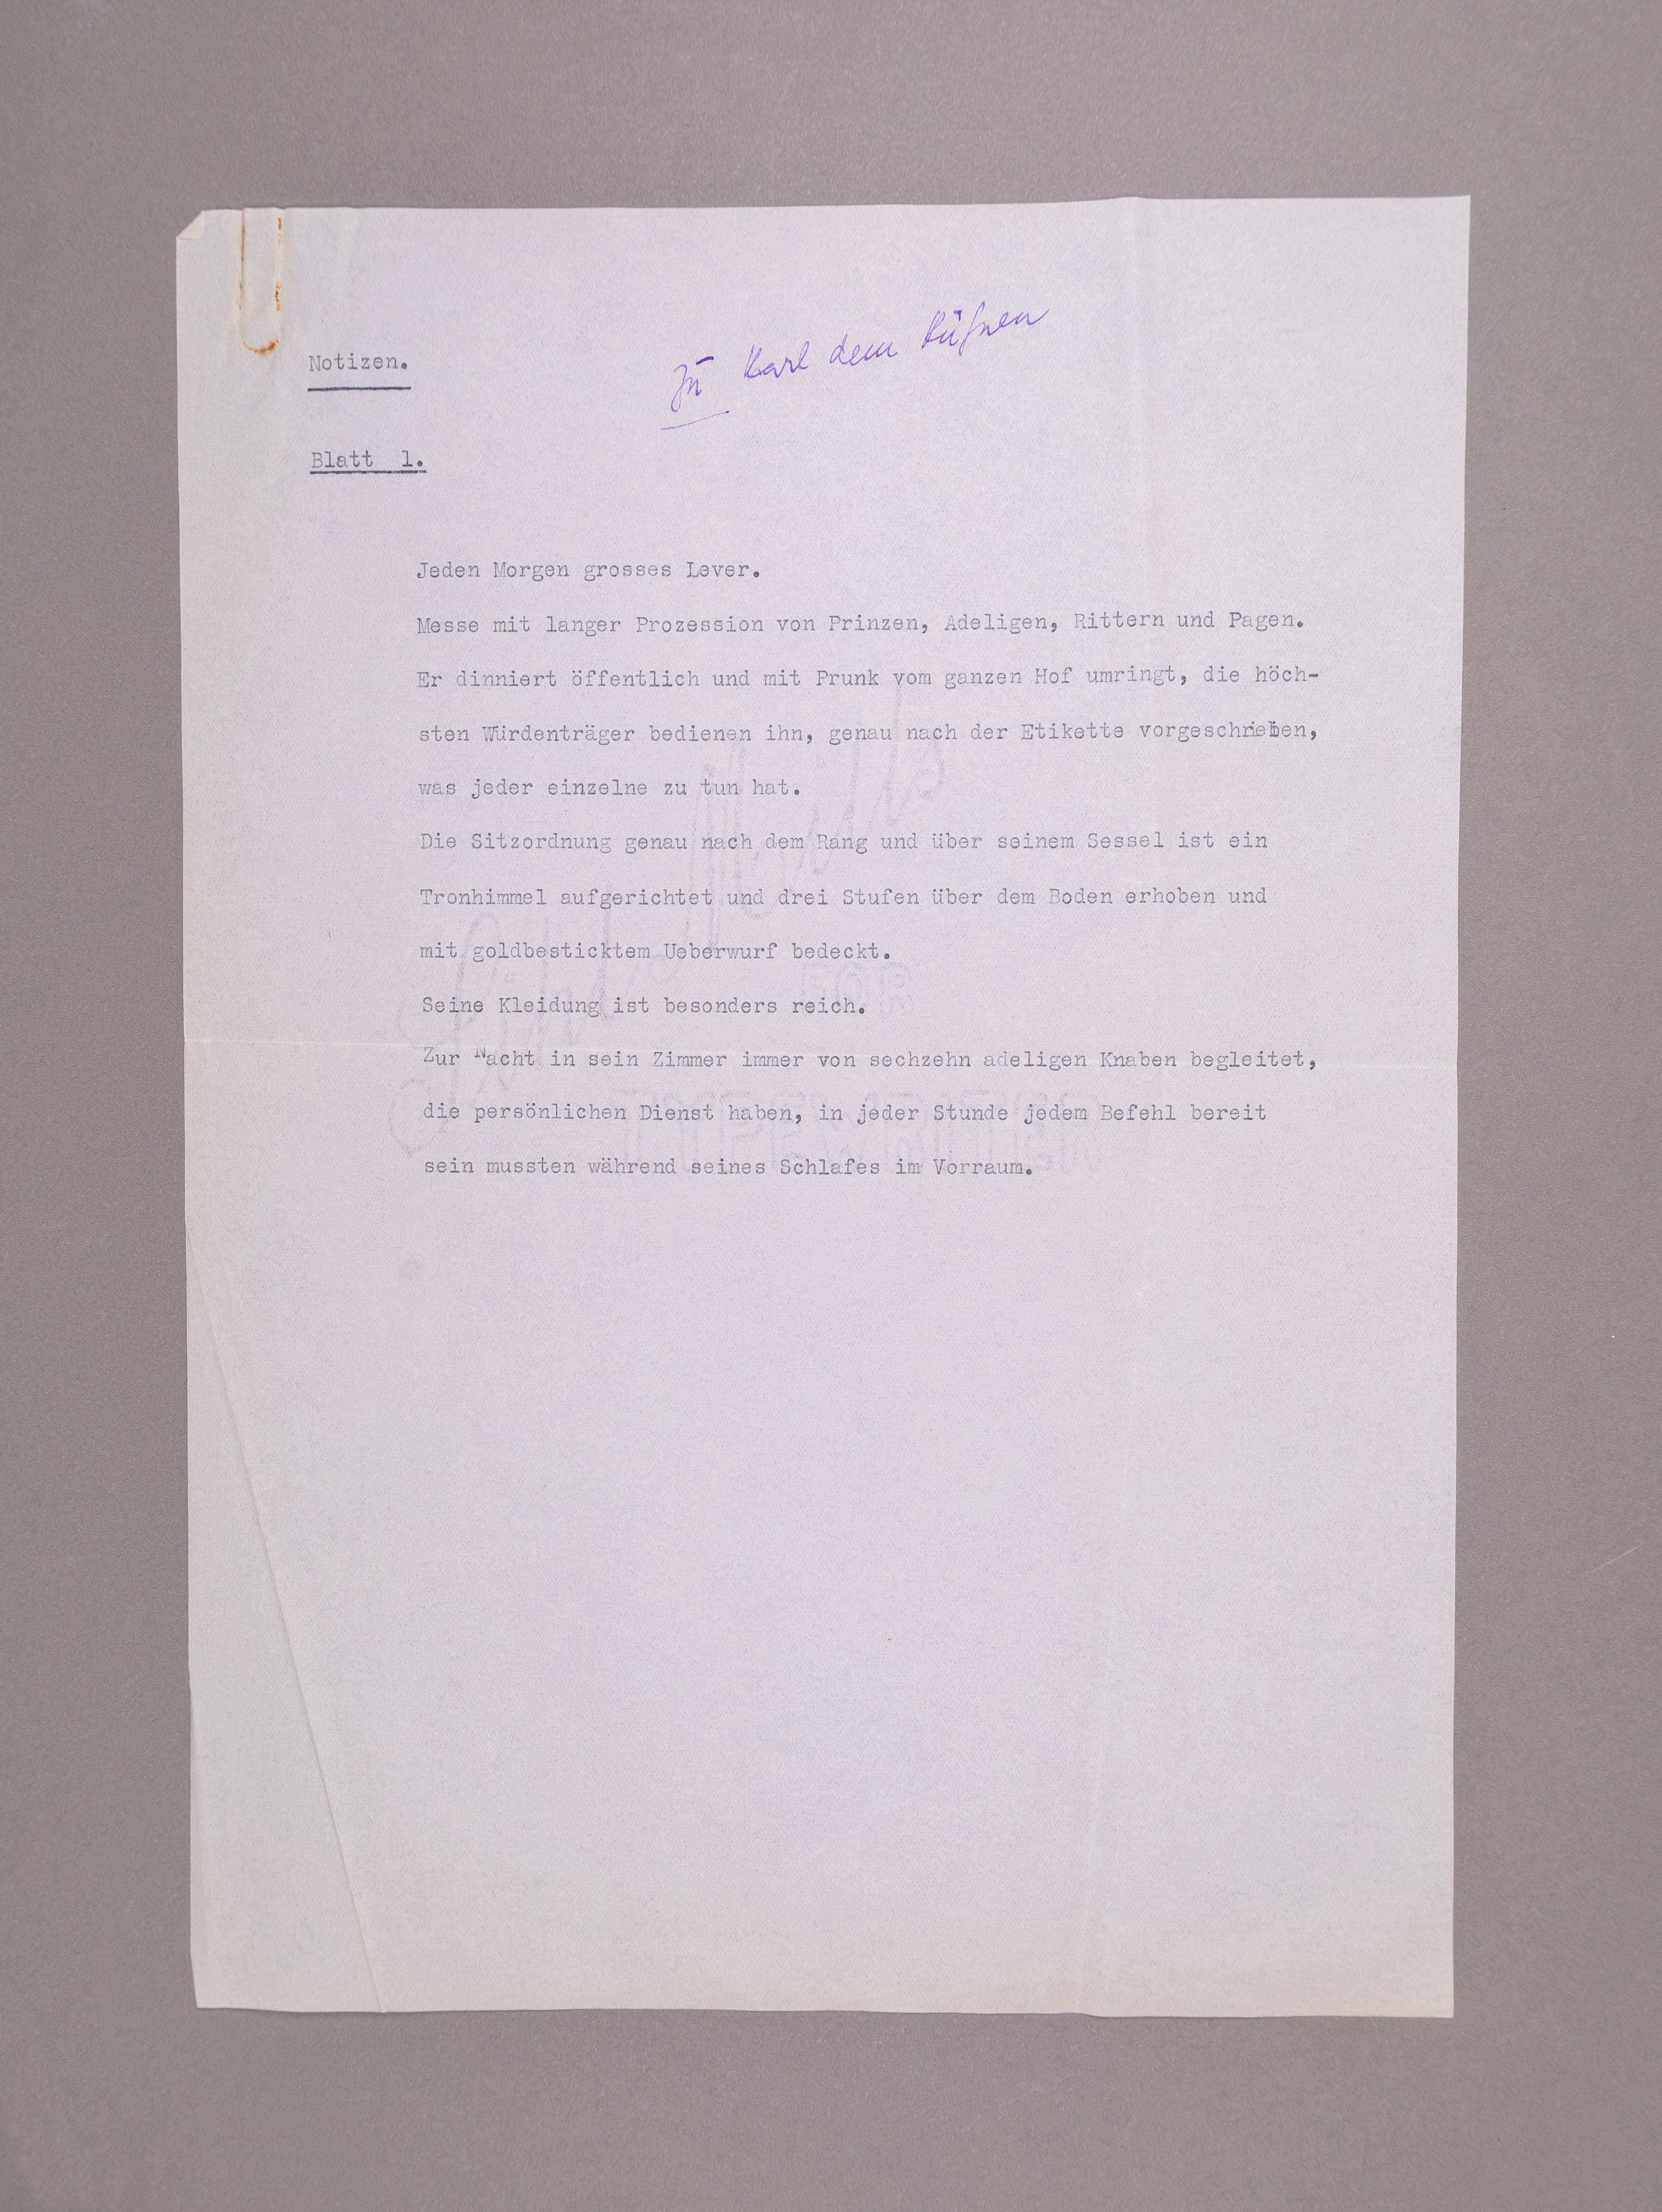 Zu Karl dem Kühnen
Notizen.
Blatt 1.
Jeden Morgen grosses Lever.
Messe mit langer Prozession von Prinzen, Adeligen, Rittern und Pagen.
Er dinniert öffentlich und mit Prunk vom ganzen Hof umringt, die höch-
sten Würdenträger bedienen ihn, genau nach der Etikette vorgeschrieben,
was jeder einzelne zu tun hat.
Die Sitzordnung genau nach dem Rang und über seinem Sessel ist ein
Tronhimmel aufgerichtet und drei Stufen über dem Boden erhoben und
mit goldbesticktem Ueberwurf bedeckt.
Seine Kleidung ist besonders reich.
Zur Nacht in sein Zimmer immer von sechzehn adeligen Knaben begleitet,
die persönlichen Dienst haben, in jeder Stunde jedem Befehl bereit
sein mussten während seines Schlafes im Vorraum.
FOR
TYPEWRITER